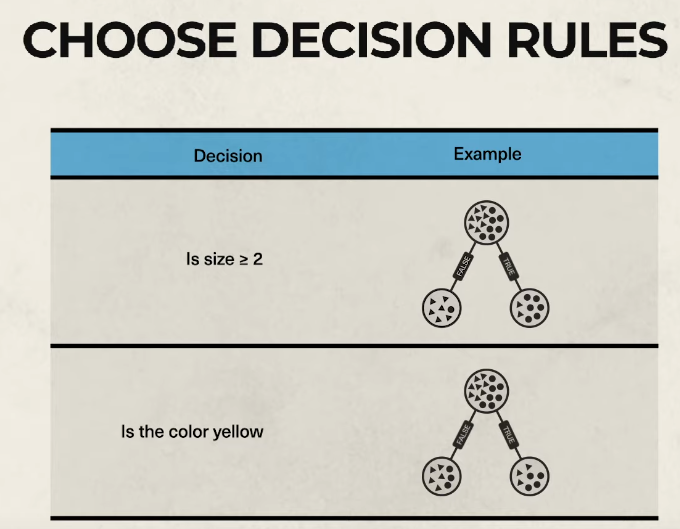 CHOOSE DECISION RULES
Decision Example
Is size ≥ 2
FALSE TRUE
Is the color yellow
FALSE TRUE